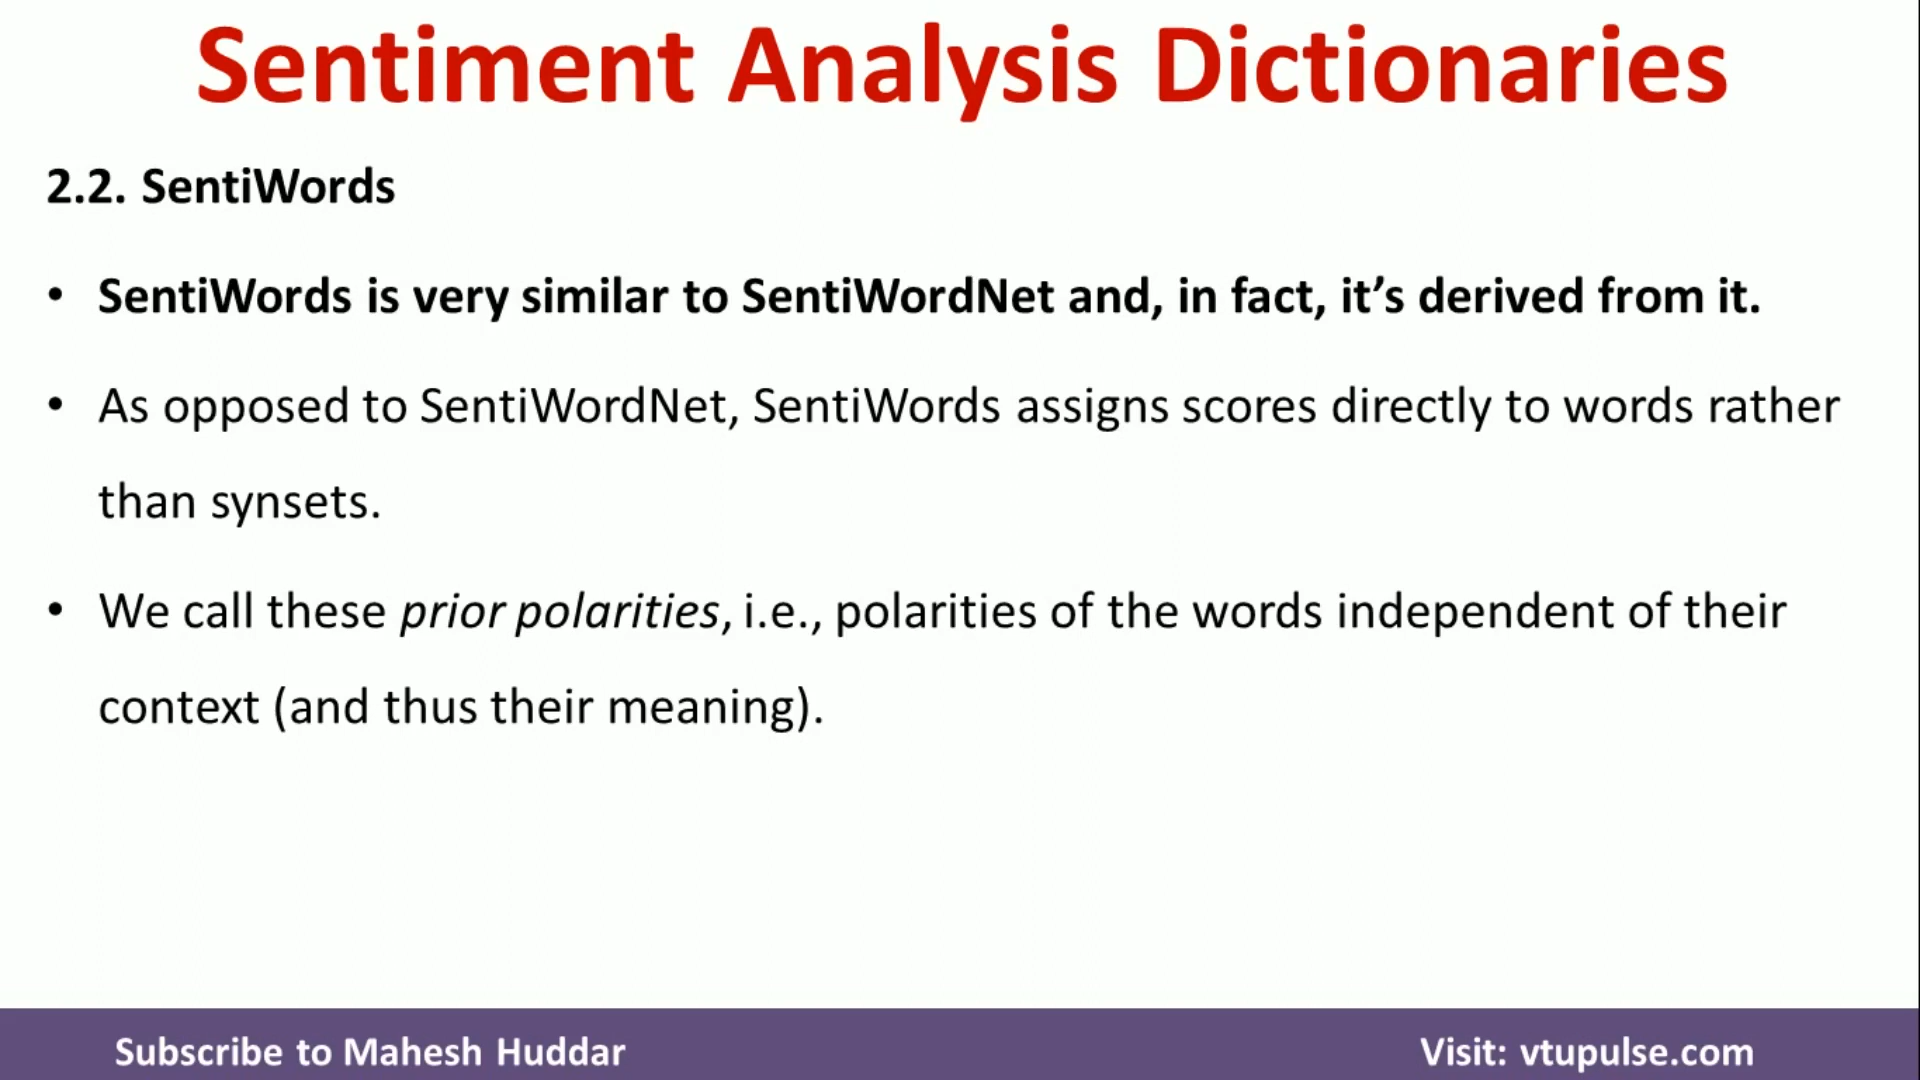 Sentiment Analysis Dictionaries
2.2. SentiWords
• SentiWords is very similar to SentiWordNet and, in fact, it’s derived from it.
• As opposed to SentiWordNet, SentiWords assigns scores directly to words rather
than synsets.
• We call these prior polarities, i.e., polarities of the words independent of their
context (and thus their meaning).
Subscribe to Mahesh Huddar
Visit: vtupulse.com